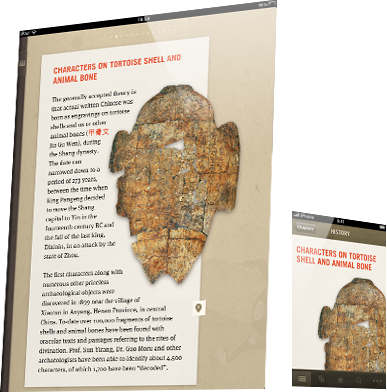 iPad
CHARACTERS ON TORTOISE SHELL AND
ANIMAL BONE
The generally accepted theory is
that actual written Chinese was
born as engravings on tortoise
shells and ox or other
animal bones (甲骨文
Jia Gu Wen), during
the Shang dynasty.
The date can
narrowed down to a
period of 273 years,
between the time when
King Pangeng decided
to move the Shang
capital to Yin in the
fourteenth century BC and
the fall of the last king,
Dixin, in an attack by the
state of Zhou.
The first characters along with
numerous other priceless
archaeological objects were
discovered in 1899 near the village of
Xiaotun in Anyang, Henan Province, in central
China. To-date over 100,000 fragments of tortoise
shells and animal bones have been found with
oracular texts and passages referring to the rites of
divination. Prof. Sun Yirang, Dr. Guo Moru and other
archaeologists have been able to identify about 4,500
characters, of which 1,700 have been "decoded".
iPhone
Chapters
HISTORY
CHARACTERS ON TORTOISE
SHELL AND ANIMAL BONE